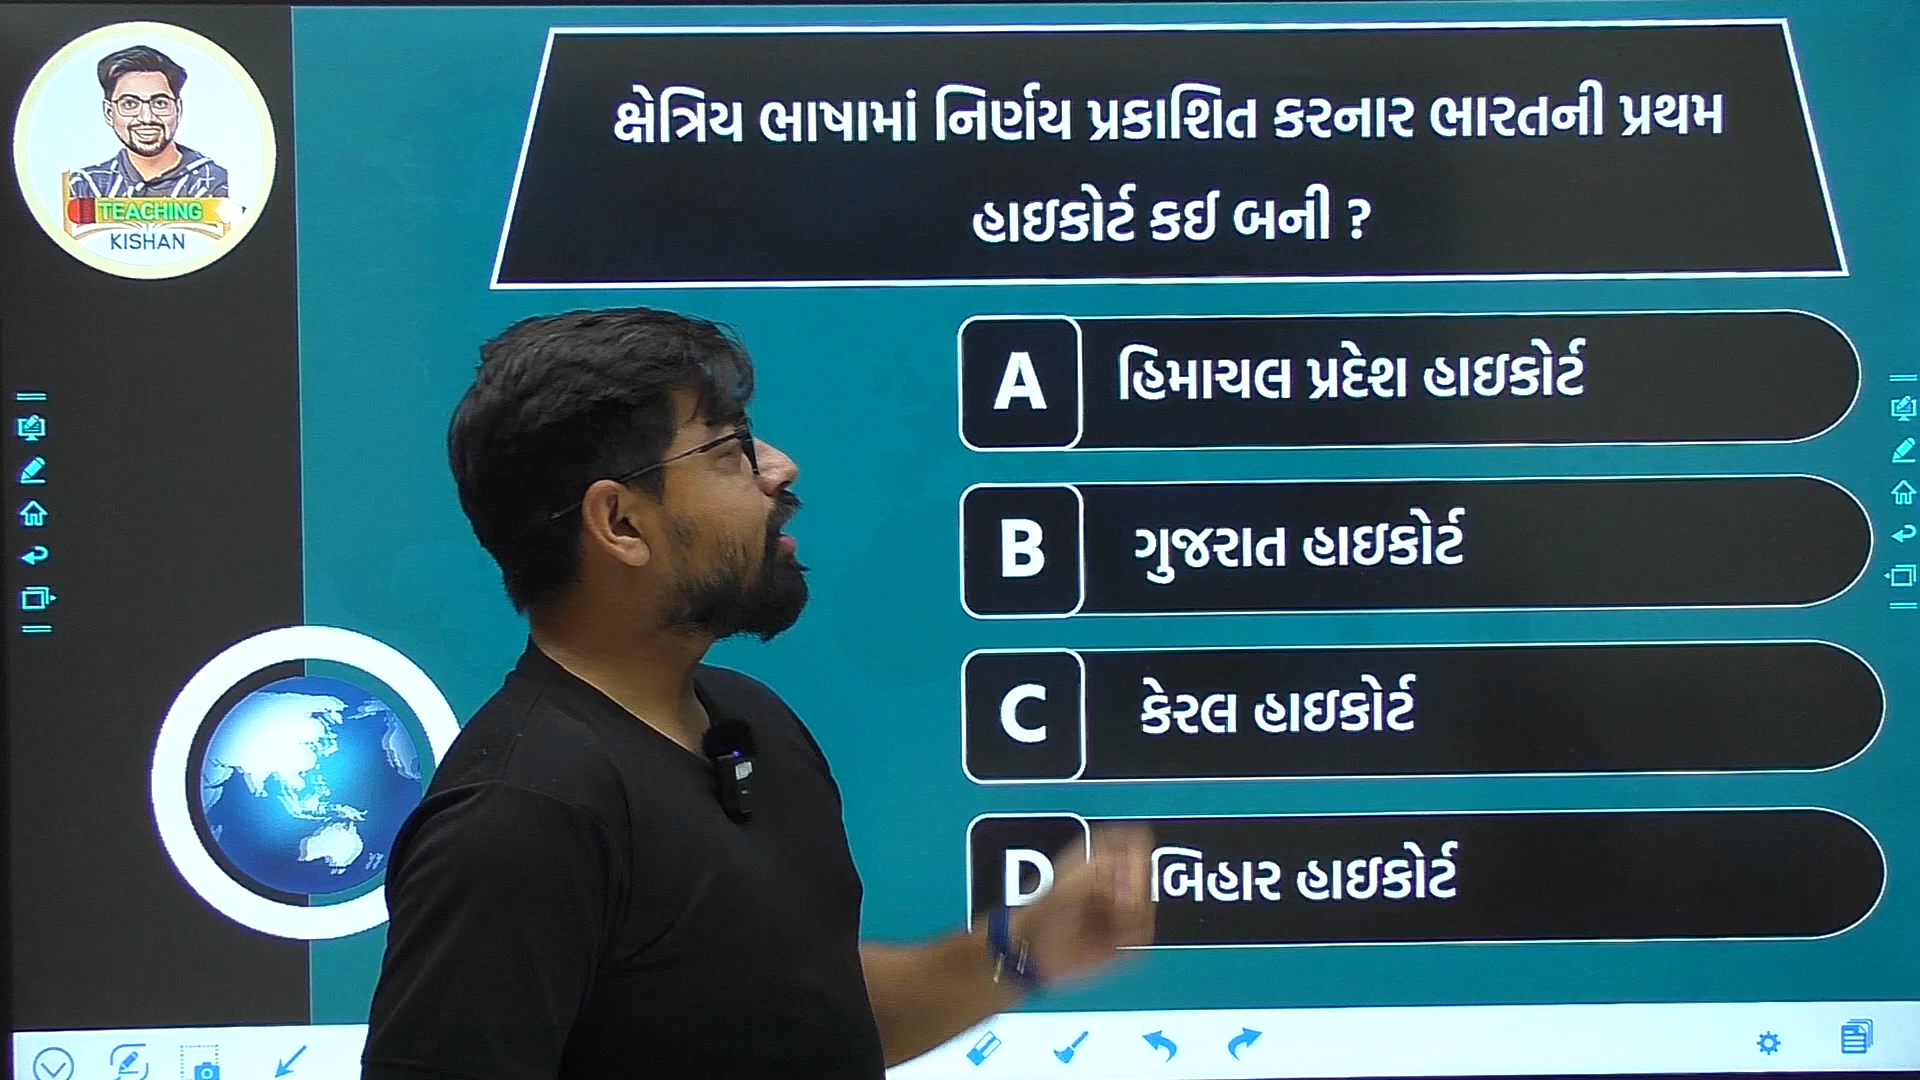 TEACHING
KISHAN
ક્ષેત્રિય ભાષામાં નિર્ણય પ્રકાશિત કરનાર ભારતની પ્રથમ
હાઇકોર્ટ કઈ બની ?
A હિમાચલ પ્રદેશ હાઇકોર્ટ
B ગુજરાત હાઇકોર્ટ
C કેરલ હાઇકોર્ટ
D બિહાર હાઇકોર્ટ